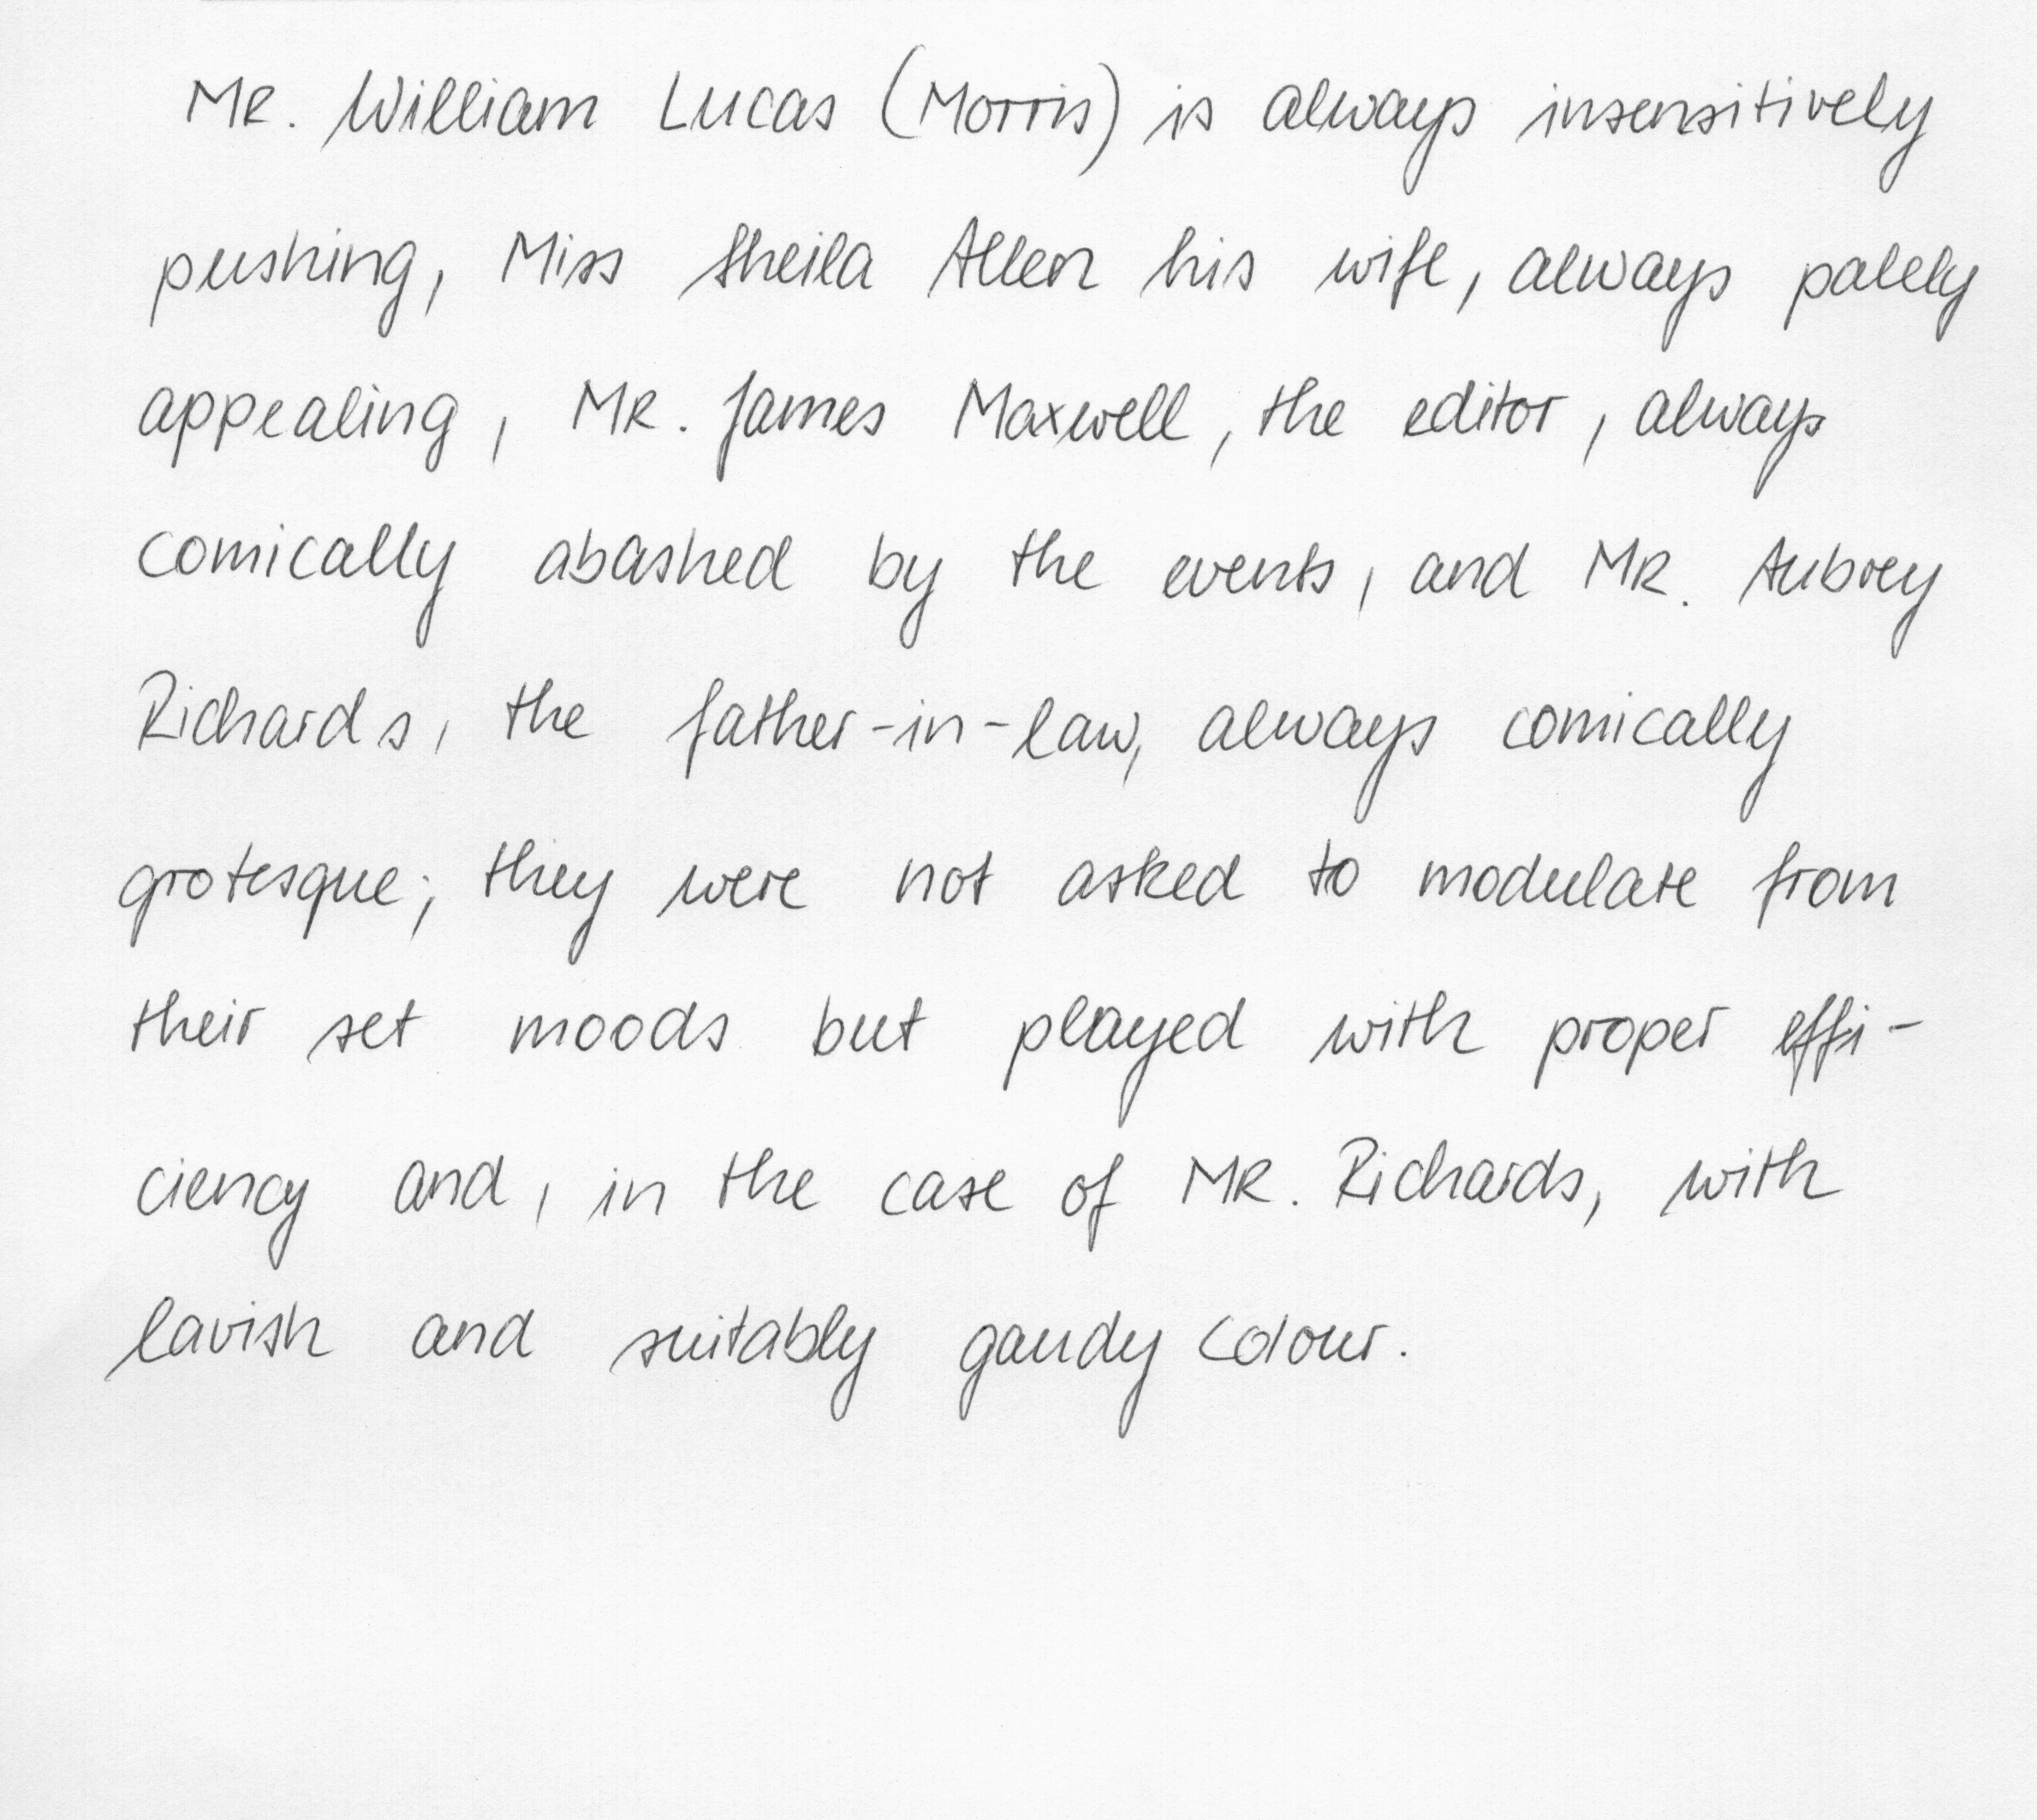 Mr. William Lucas (Morris) is always insensitively
pushing, Miss Sheila Allen his wife, always palely
appealing, Mr. James Maxwell, the editor, always
comically abashed by the events, and Mr. Aubrey
Richards, the father-in-law, always comically
grotesque; they were not asked to modulate from
their set moods but played with proper effi-
ciency and, in the case of Mr. Richards, with
lavish and suitably gaudy colour.